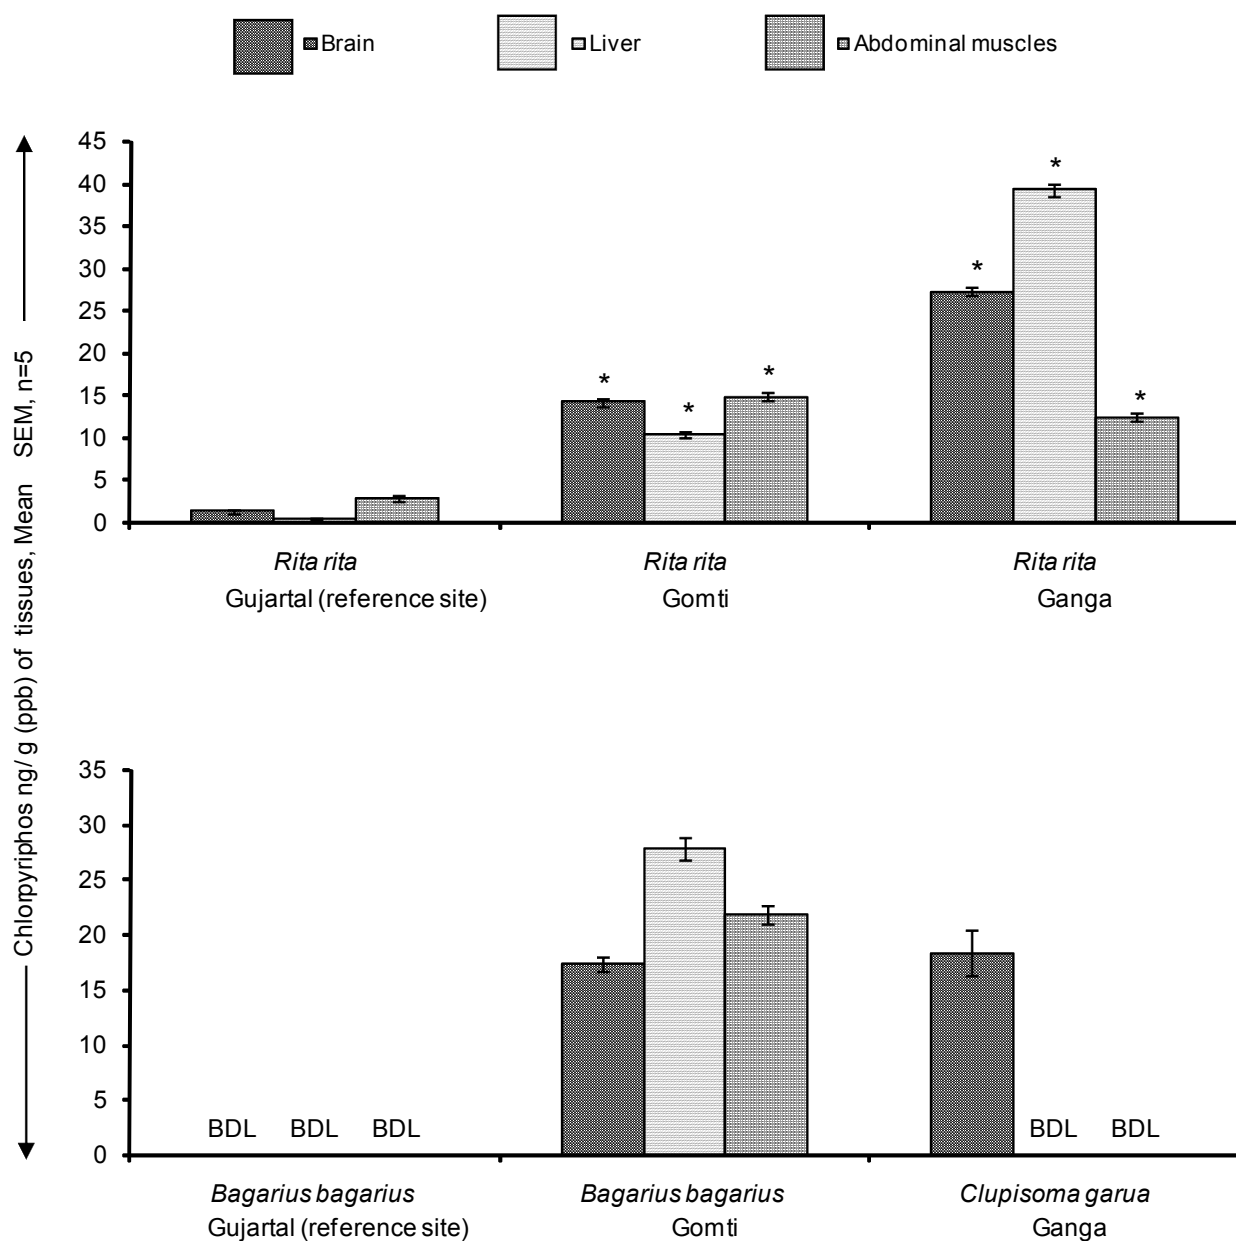 Brain
Liver
Abdominal muscles
Chlorpyriphos ng/ g (ppb) of tissues, Mean SEM, n=5
45
40
35
30
25
20
15
10
5
0
* * *
* * *
Rita rita
Rita rita
Rita rita
Gujartal (reference site)
Gomti
Ganga
35
30
25
20
15
10
5
0
BDL BDL BDL
BDL BDL
Bagarius bagarius
Bagarius bagarius
Clupisoma garua
Gujartal (reference site)
Gomti
Ganga